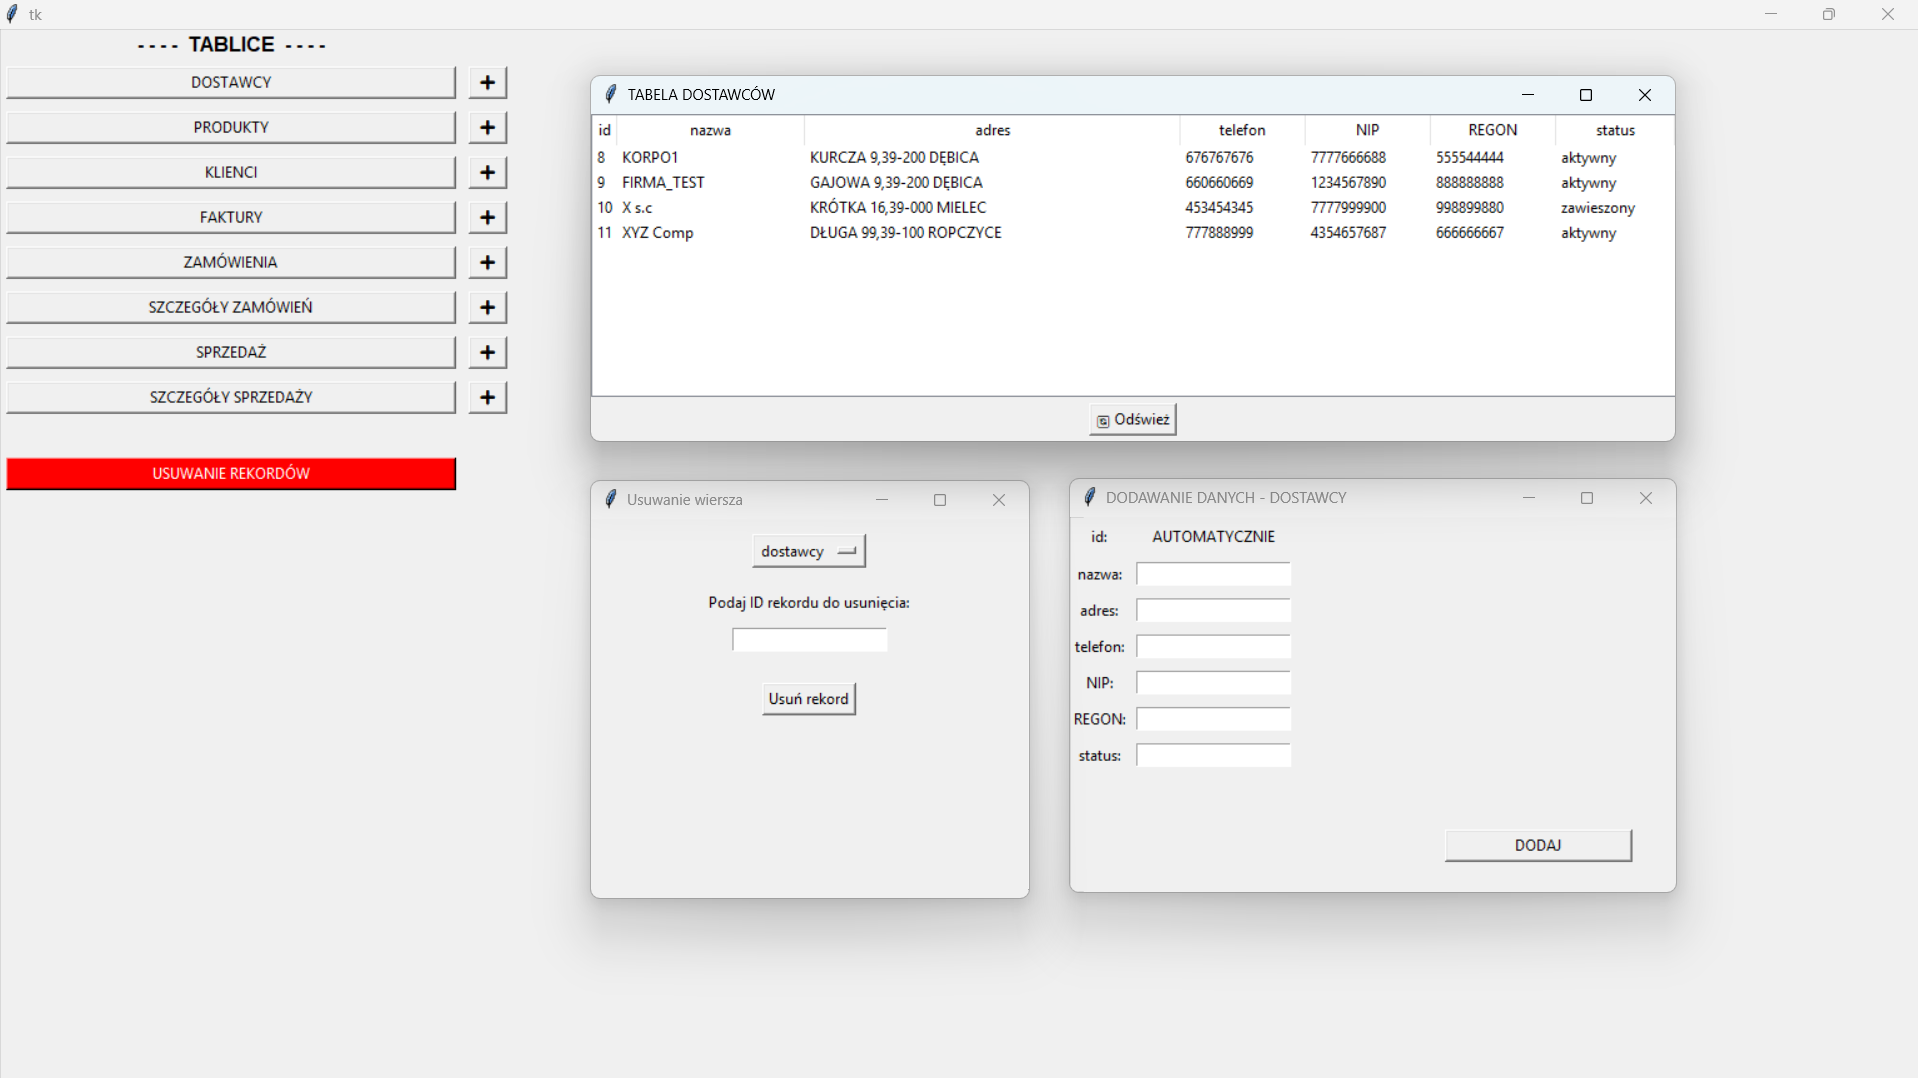 tk
---- TABLICE ----
DOSTAWCY +
PRODUKTY +
KLIENCI +
FAKTURY +
ZAMÓWIENIA +
SZCZEGÓŁY ZAMÓWIEŃ +
SPRZEDAŻ +
SZCZEGÓŁY SPRZEDAŻY +
USUWANIE REKORDÓW
TABELA DOSTAWCÓW
id nazwa adres telefon NIP REGON status
8 KORPO1 KURCZA 9,39-200 DĘBICA 676767676 7777666688 555544444 aktywny
9 FIRMA_TEST GAJOWA 9,39-200 DĘBICA 660660669 1234567890 888888888 aktywny
10 X s.c KRÓTKA 16,39-000 MIELEC 453454345 7777999900 998899880 zawieszony
11 XYZ Comp DŁUGA 99,39-100 ROPCZYCE 777888999 4354657687 666666667 aktywny
Odśwież
Usuwanie wiersza
dostawcy
Podaj ID rekordu do usunięcia:
Usuń rekord
DODAWANIE DANYCH - DOSTAWCY
id: AUTOMATYCZNIE
nazwa:
adres:
telefon:
NIP:
REGON:
status:
DODAJ